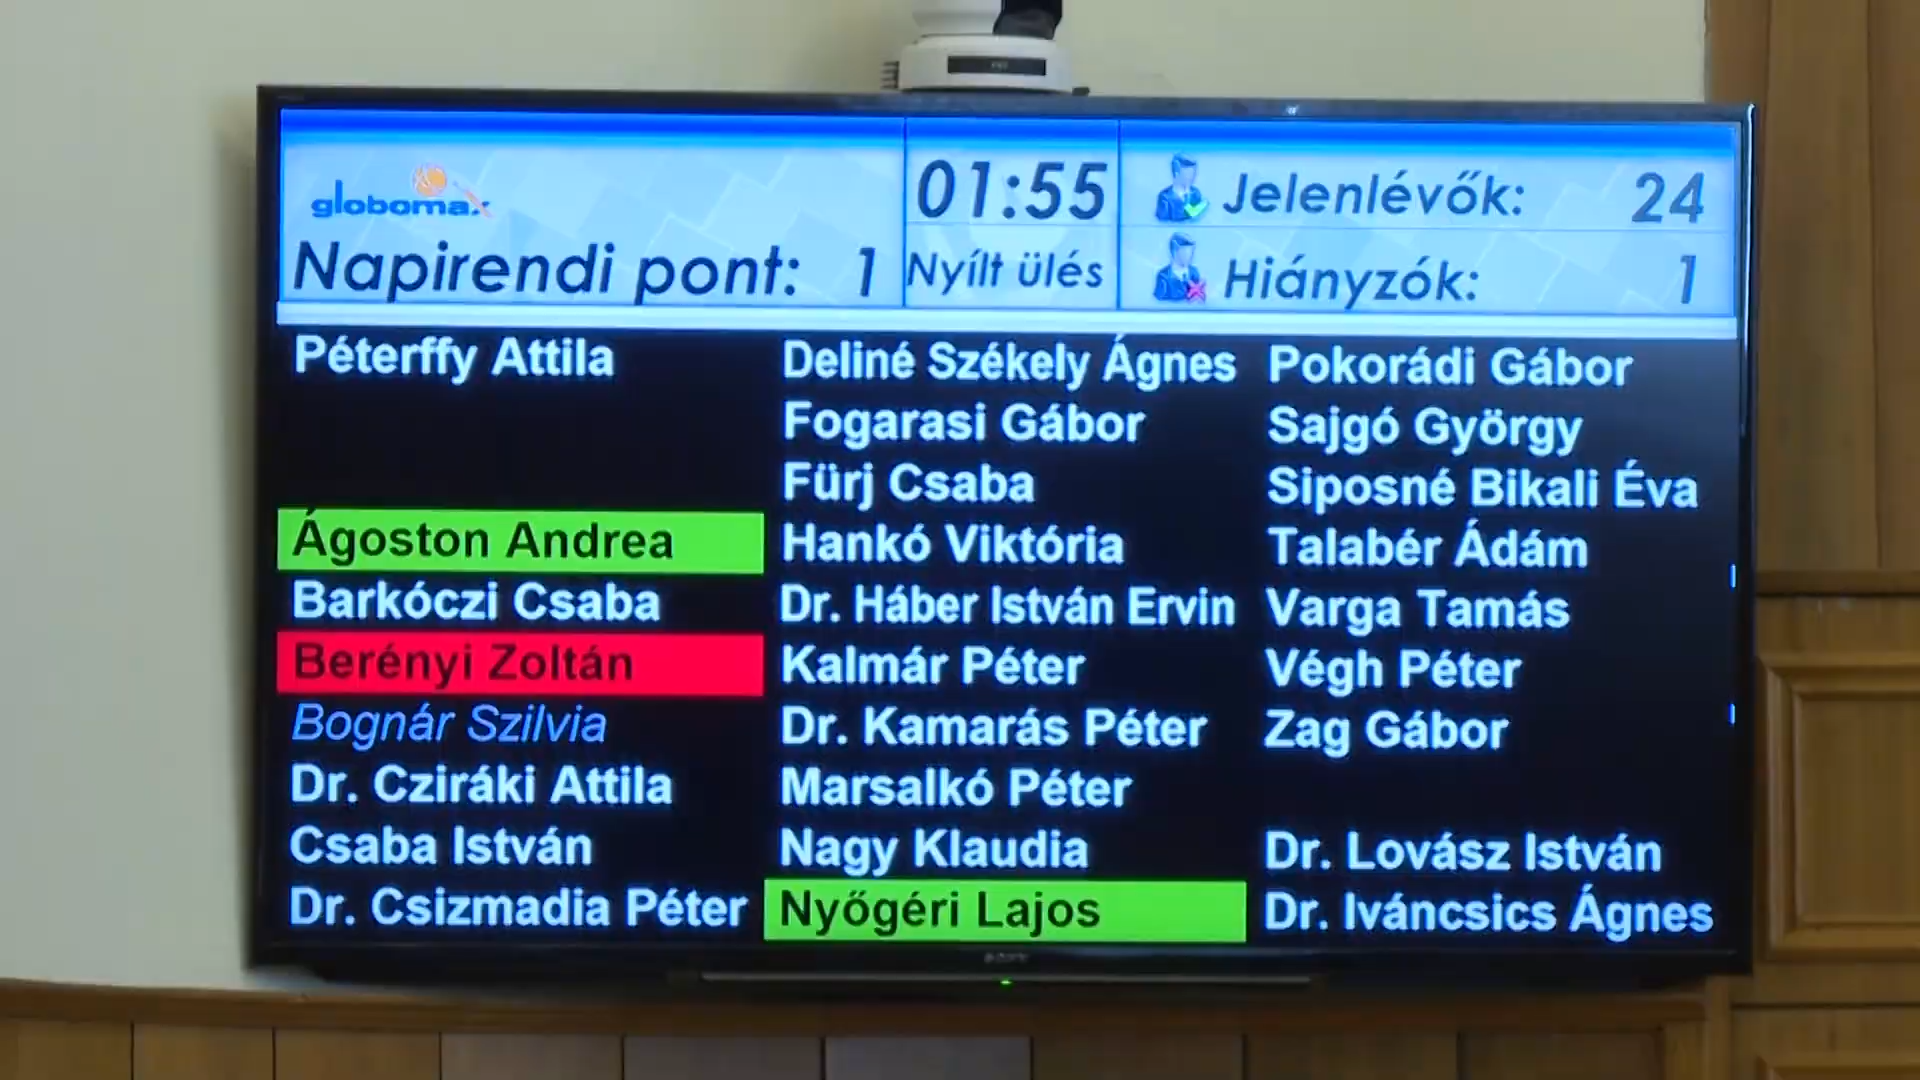 globomax
Napirendi pont: 1
01:55
Nyílt ülés
Jelenlévők: 24
Hiányzók: 1
Péterffy Attila
Ágoston Andrea
Barkóczi Csaba
Berényi Zoltán
Bognár Szilvia
Dr. Cziráki Attila
Csaba István
Dr. Csizmadia Péter
Deliné Székely Ágnes
Fogarasi Gábor
Fürj Csaba
Hankó Viktória
Dr. Háber István Ervin
Kalmár Péter
Dr. Kamarás Péter
Marsalkó Péter
Nagy Klaudia
Nyőgéri Lajos
Pokorádi Gábor
Sajgó György
Siposné Bikali Éva
Talabér Ádám
Varga Tamás
Végh Péter
Zag Gábor
Dr. Lovász István
Dr. Iváncsics Ágnes
SONY